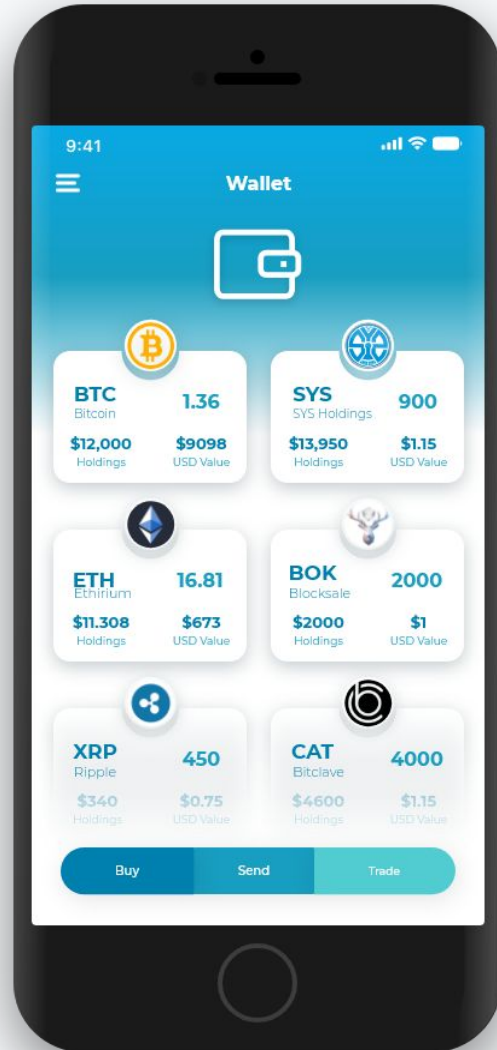 9:41
Wallet
BTC
Bitcoin
1.36
$12,000
Holdings
$9098
USD Value
SYS
SYS Holdings
900
$13,950
Holdings
$1.15
USD Value
ETH
Ethirium
16.81
$11.308
Holdings
$673
USD Value
BOK
Blocksale
2000
$2000
Holdings
$1
USD Value
XRP
Ripple
450
$340
Holdings
$0.75
USD Value
CAT
Bitclave
4000
$4600
Holdings
$1.15
USD Value
Buy
Send
Trade